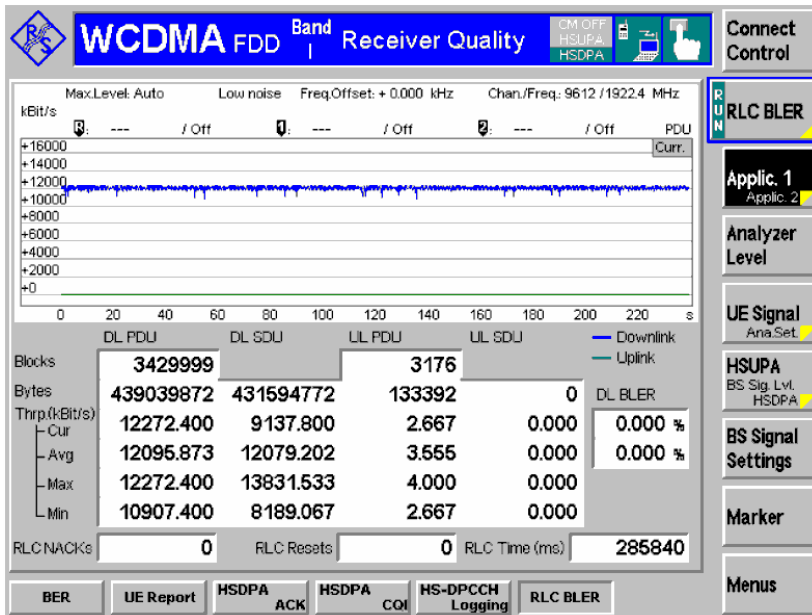 R&S
WCDMA FDD Band I Receiver Quality
CM OFF
HSUPA
HSDPA
Connect Control
Max.Level: Auto Low noise Freq.Offset: + 0.000 kHz Chan./Freq.: 9612 / 1922.4 MHz
kBit/s
R: --- / Off 1: --- / Off 2: --- / Off PDU
Curr.
+16000
+14000
+12000
+10000
+8000
+6000
+4000
+2000
+0
0 20 40 60 80 100 120 140 160 180 200 220 s
DL PDU DL SDU UL PDU UL SDU
Downlink
Uplink
Blocks 3429999 3176
Bytes 439039872 431594772 133392 0 DL BLER
Thrp.(kBit/s)
Cur 12272.400 9137.800 2.667 0.000 0.000 %
Avg 12095.873 12079.202 3.555 0.000 0.000 %
Max 12272.400 13831.533 4.000 0.000
Min 10907.400 8189.067 2.667 0.000
RLC NACKs 0 RLC Resets 0 RLC Time (ms) 285840
BER
UE Report
HSDPA ACK
HSDPA CQI
HS-DPCCH Logging
RLC BLER
RUN
RLC BLER
Applic. 1
Applic. 2
Analyzer Level
UE Signal
Ana.Set.
HSUPA
BS Sig. Lvl.
HSDPA
BS Signal Settings
Marker
Menus